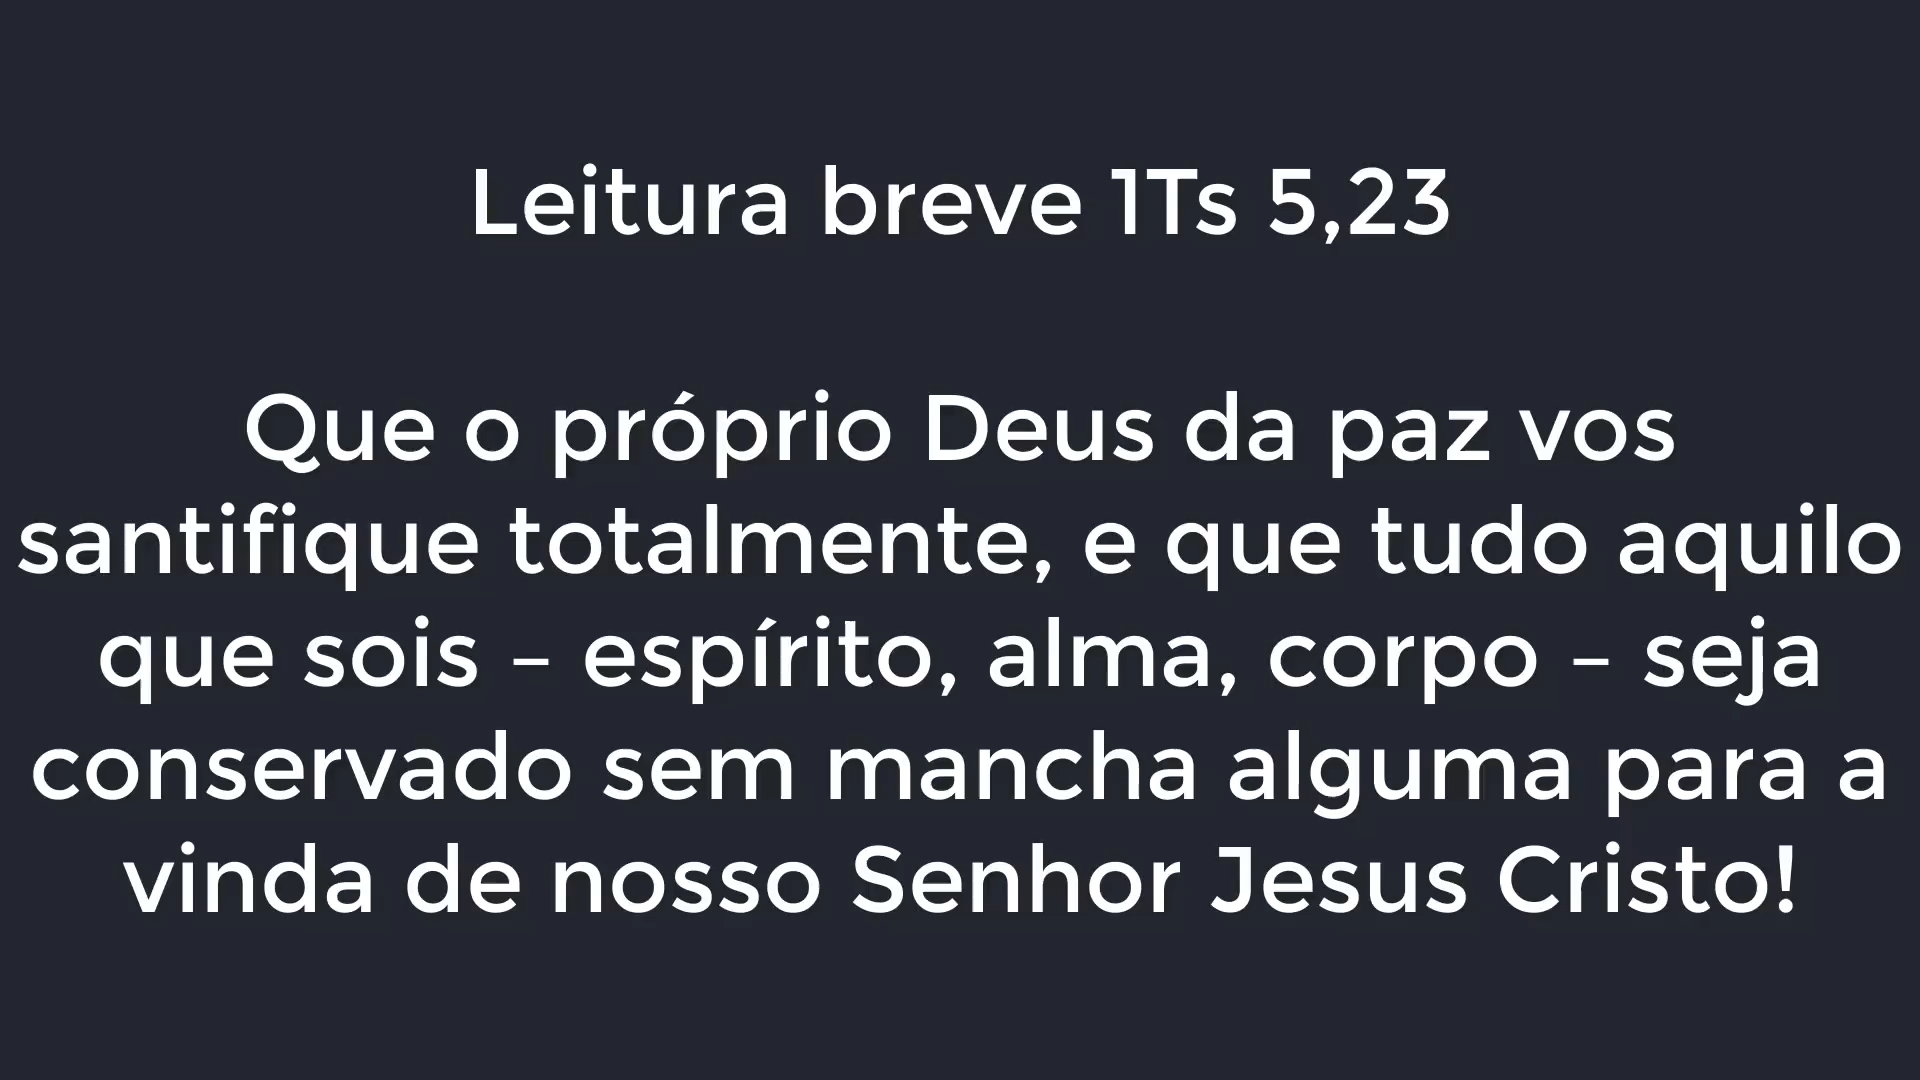 Leitura breve 1Ts 5,23
Que o próprio Deus da paz vos
santifique totalmente, e que tudo aquilo
que sois – espírito, alma, corpo – seja
conservado sem mancha alguma para a
vinda de nosso Senhor Jesus Cristo!